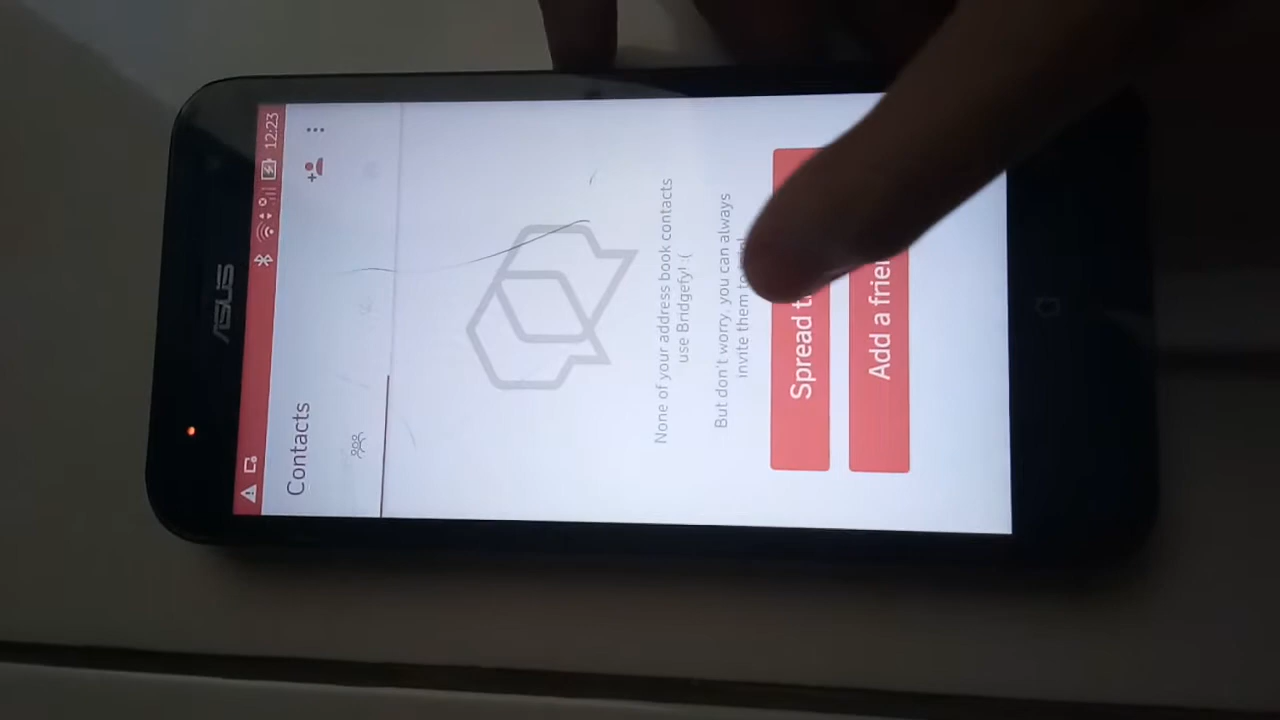 ASUS
12:23
Contacts
None of your address book contacts
use Bridgefy! :(
But don't worry, you can always
invite them to
Spread
Add a